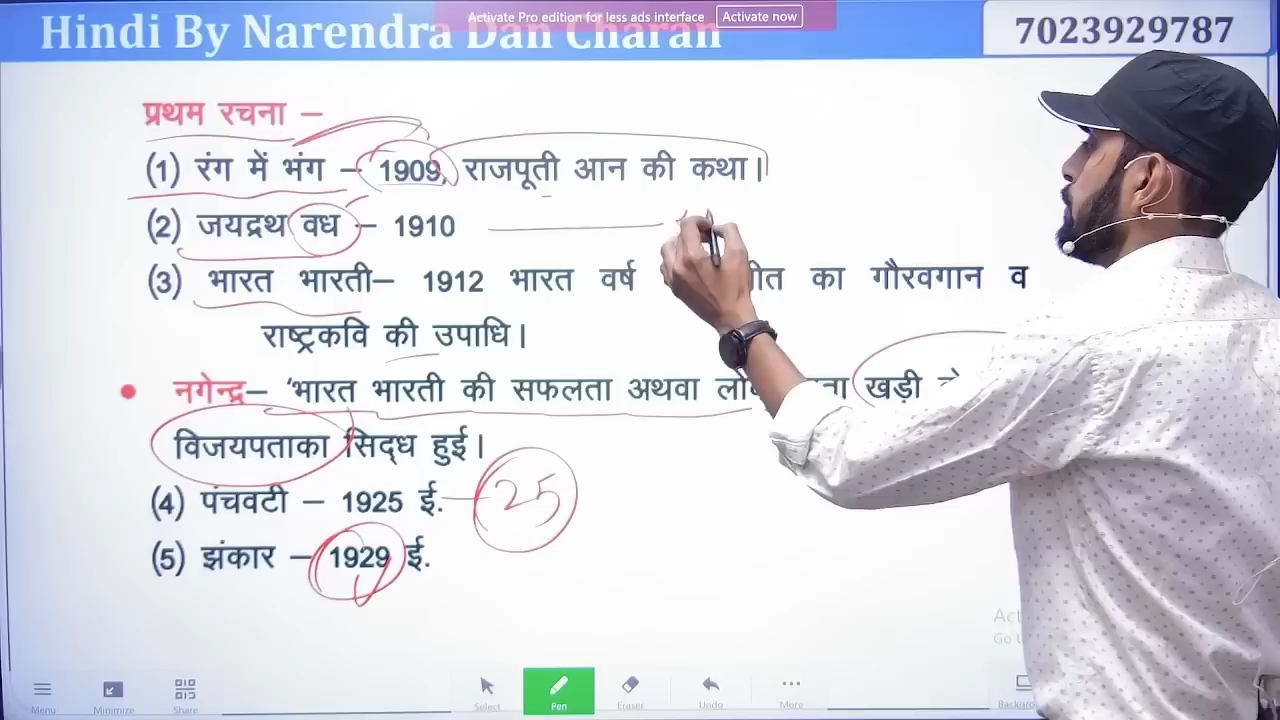 Activate Pro edition for less ads interface Activate now
Hindi By Narendra Dan Charan
7023929787
प्रथम रचना –
(1) रंग में भंग – 1909, राजपूती आन की कथा।
(2) जयद्रथ वध – 1910
(3) भारत भारती– 1912 भारत वर्ष का गौरवगान व
राष्ट्रकवि की उपाधि।
• नगेन्द्र– 'भारत भारती की सफलता अथवा खड़ी
विजयपताका सिद्ध हुई।
(4) पंचवटी – 1925 ई. 25
(5) झंकार – 1929 ई.
Menu Minimize Share Select Pen Eraser Undo More